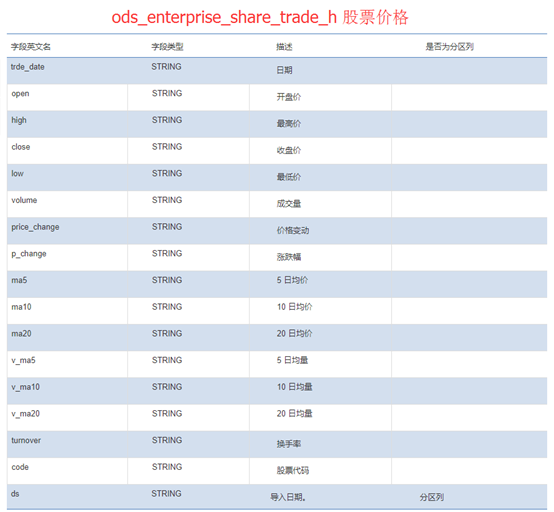 ods_enterprise_share_trade_h 股票价格
字段英文名 字段类型 描述 是否为分区列
trde_date STRING 日期
open STRING 开盘价
high STRING 最高价
close STRING 收盘价
low STRING 最低价
volume STRING 成交量
price_change STRING 价格变动
p_change STRING 涨跌幅
ma5 STRING 5 日均价
ma10 STRING 10 日均价
ma20 STRING 20 日均价
v_ma5 STRING 5 日均量
v_ma10 STRING 10 日均量
v_ma20 STRING 20 日均量
turnover STRING 换手率
code STRING 股票代码
ds STRING 导入日期。 分区列